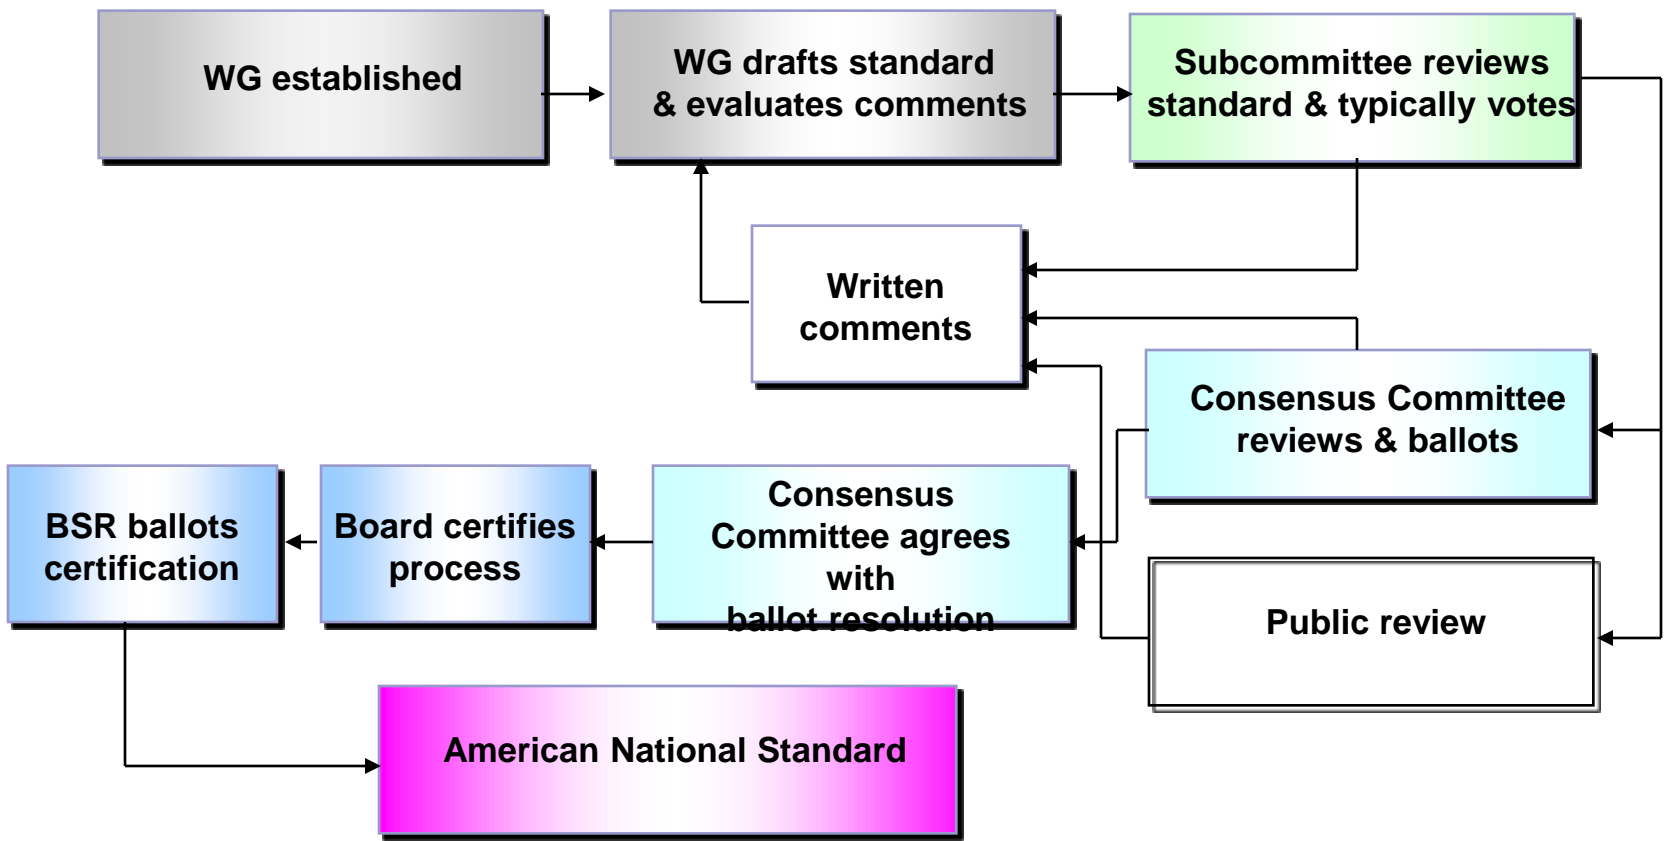 WG established
WG drafts standard
& evaluates comments
Subcommittee reviews
standard & typically votes
Written
comments
Consensus Committee
reviews & ballots
BSR ballots
certification
Board certifies
process
Consensus
Committee agrees
with
ballot resolution
Public review
American National Standard